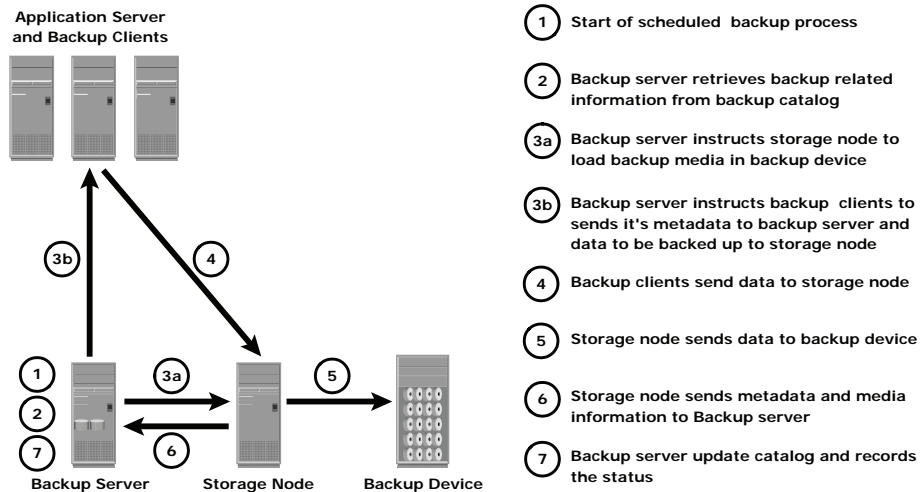 Application Server
and Backup Clients
3b
4
1
2
7
3a
6
5
Backup Server
Storage Node
Backup Device
1 Start of scheduled backup process
2 Backup server retrieves backup related
information from backup catalog
3a Backup server instructs storage node to
load backup media in backup device
3b Backup server instructs backup clients to
sends it's metadata to backup server and
data to be backed up to storage node
4 Backup clients send data to storage node
5 Storage node sends data to backup device
6 Storage node sends metadata and media
information to Backup server
7 Backup server update catalog and records
the status